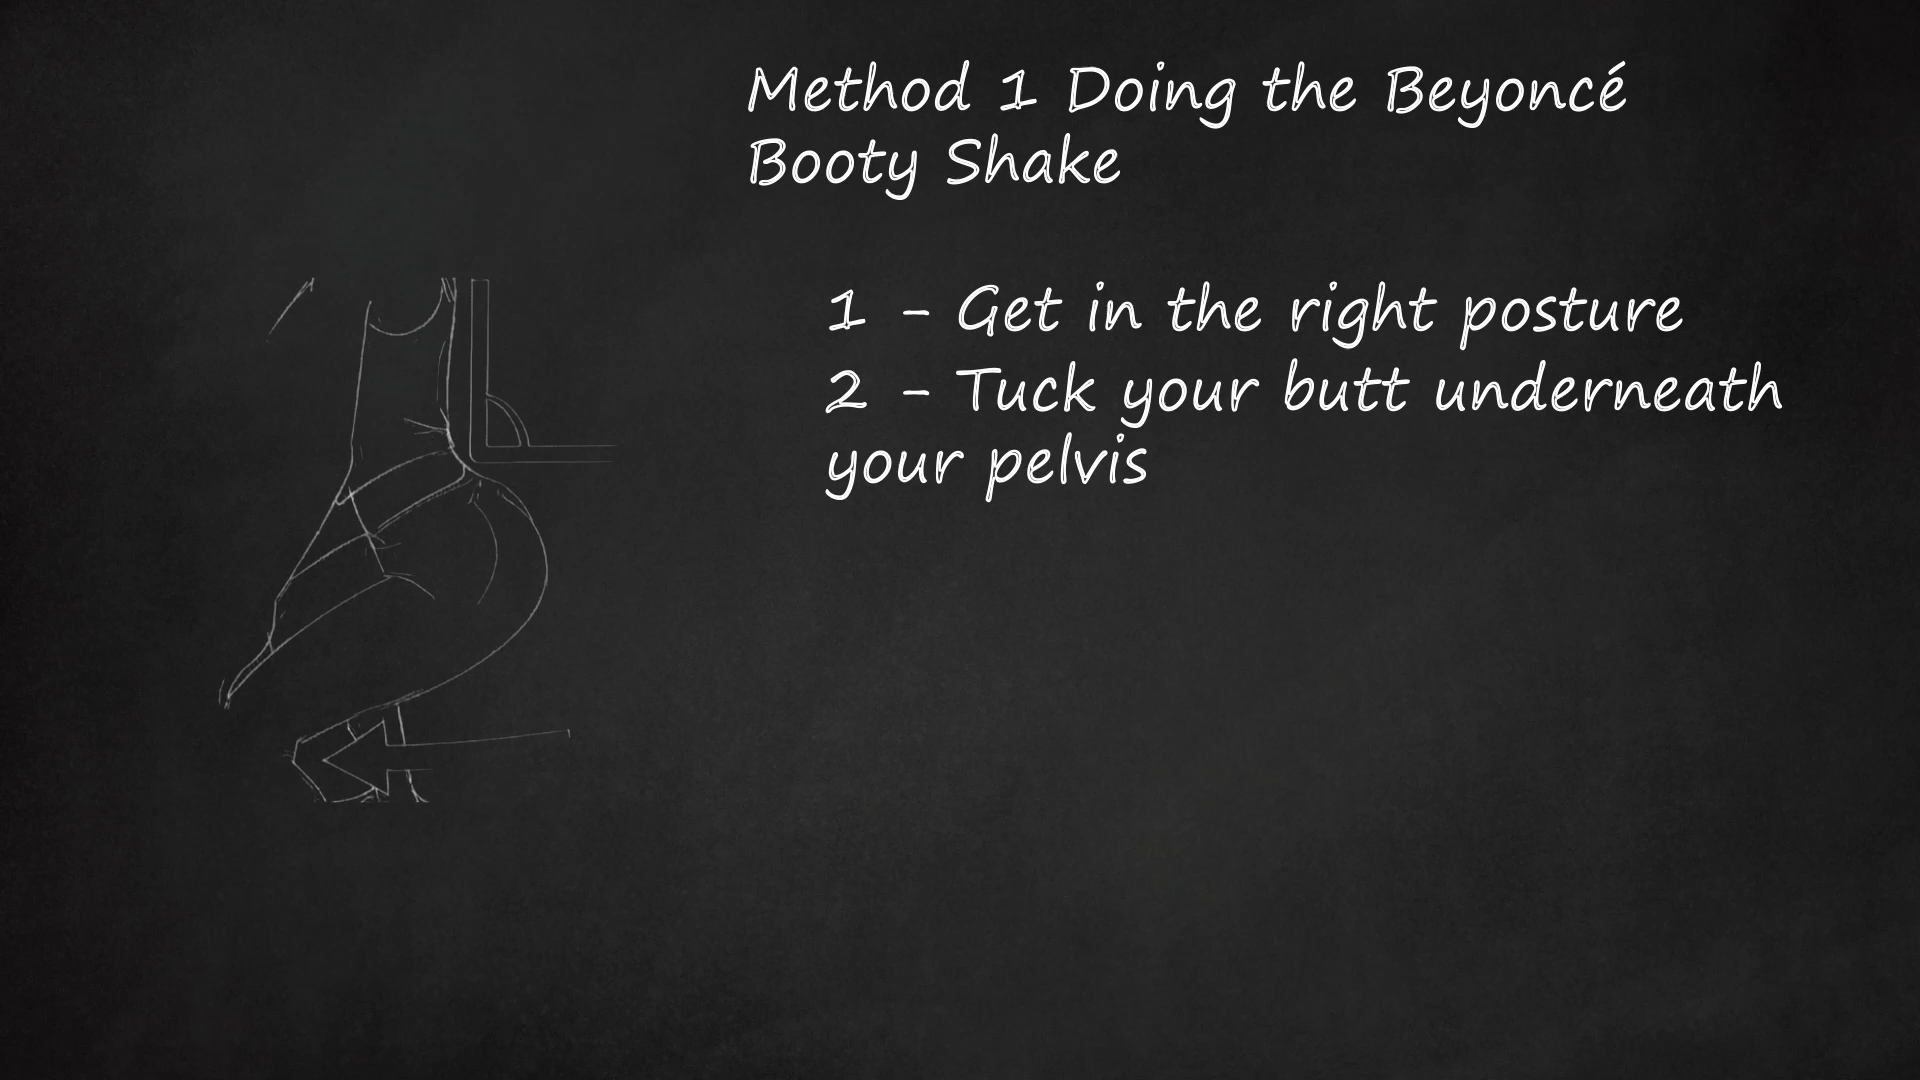 Method 1 Doing the Beyoncé
Booty Shake
1 - Get in the right posture
2 - Tuck your butt underneath
your pelvis